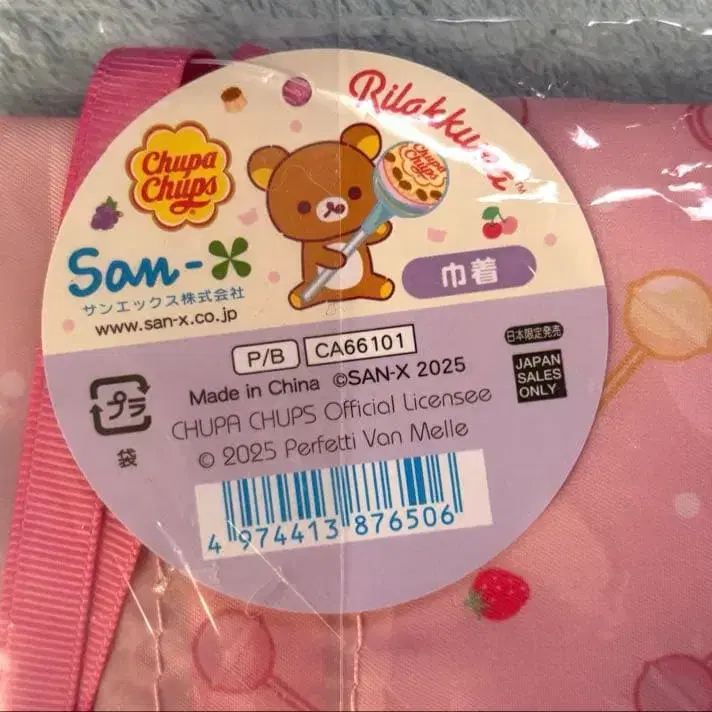 Rilakkuma™
Chupa
Chups
Chupa
Chups
San-X
サンエックス株式会社
www.san-x.co.jp
巾着
P/B CA66101
日本限定発売
JAPAN
SALES
ONLY
Made in China ©SAN-X 2025
CHUPA CHUPS Official Licensee
© 2025 Perfetti Van Melle
プラ
袋
4 974413 876506